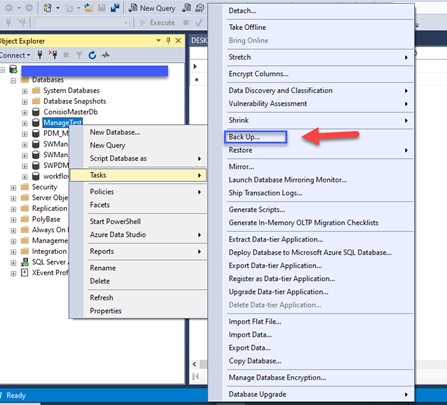 New Query
Execute
Object Explorer
DESK
Connect
Databases
System Databases
Database Snapshots
ConisioMasterDb
ManageTest
PDM_M
SWMan
SWMan
SWMan
workflow
Security
Server Obje
Replication
PolyBase
Always On
Managemen
Integration
SQL Server A
XEvent Prof
New Database...
New Query
Script Database as
Tasks
Policies
Facets
Start PowerShell
Azure Data Studio
Reports
Rename
Delete
Refresh
Properties
Detach...
Take Offline
Bring Online
Stretch
Encrypt Columns...
Data Discovery and Classification
Vulnerability Assessment
Shrink
Back Up...
Restore
Mirror...
Launch Database Mirroring Monitor...
Ship Transaction Logs...
Generate Scripts...
Generate In-Memory OLTP Migration Checklists
Extract Data-tier Application...
Deploy Database to Microsoft Azure SQL Database...
Export Data-tier Application...
Register as Data-tier Application...
Upgrade Data-tier Application...
Delete Data-tier Application...
Import Flat File...
Import Data...
Export Data...
Copy Database...
Manage Database Encryption...
Database Upgrade
Ready